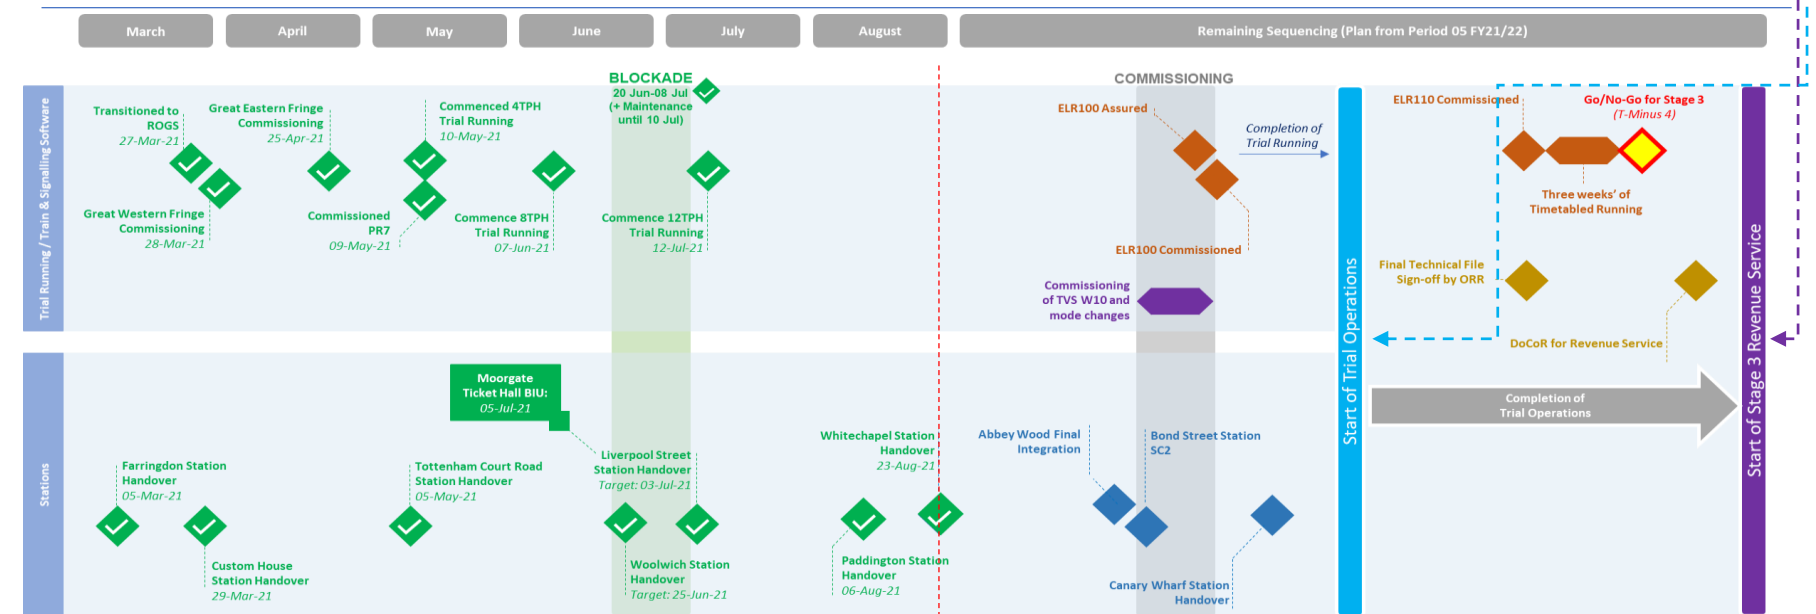 March
April
May
June
July
August
Remaining Sequencing (Plan from Period 05 FY21/22)
Trial Running / Train & Signalling Software
Transitioned to
ROGS
27-Mar-21
Great Western Fringe
Commissioning
28-Mar-21
Great Eastern Fringe
Commissioning
25-Apr-21
Commenced 4TPH
Trial Running
10-May-21
Commissioned
PR7
09-May-21
Commence 8TPH
Trial Running
07-Jun-21
BLOCKADE
20 Jun-08 Jul
(+ Maintenance
until 10 Jul)
Commence 12TPH
Trial Running
12-Jul-21
COMMISSIONING
ELR100 Assured
ELR100 Commissioned
Commissioning
of TVS W10 and
mode changes
Completion of
Trial Running
Start of Trial Operations
ELR110 Commissioned
Go/No-Go for Stage 3
(T-Minus 4)
Three weeks’ of
Timetabled Running
Final Technical File
Sign-off by ORR
DoCoR for Revenue Service
Completion of
Trial Operations
Start of Stage 3 Revenue Service
Stations
Farringdon Station
Handover
05-Mar-21
Custom House
Station Handover
29-Mar-21
Moorgate
Ticket Hall BIU:
05-Jul-21
Tottenham Court Road
Station Handover
05-May-21
Liverpool Street
Station Handover
Target: 03-Jul-21
Woolwich Station
Handover
Target: 25-Jun-21
Whitechapel Station
Handover
23-Aug-21
Paddington Station
Handover
06-Aug-21
Abbey Wood Final
Integration
Bond Street Station
SC2
Canary Wharf Station
Handover